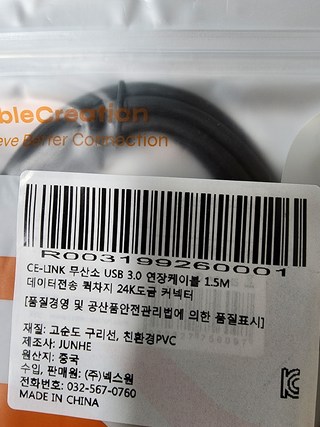 bleCreation
eve Better Connection
R003199260001
CE-LINK 무산소 USB 3.0 연장케이블 1.5M
데이터전송 퀵차지 24K도금 커넥터
[품질경영 및 공산품안전관리법에 의한 품질표시]
재질: 고순도 구리선, 친환경PVC
제조사: JUNHE
원산지: 중국
수입, 판매원: (주)넥스원
전화번호: 032-567-0760
MADE IN CHINA